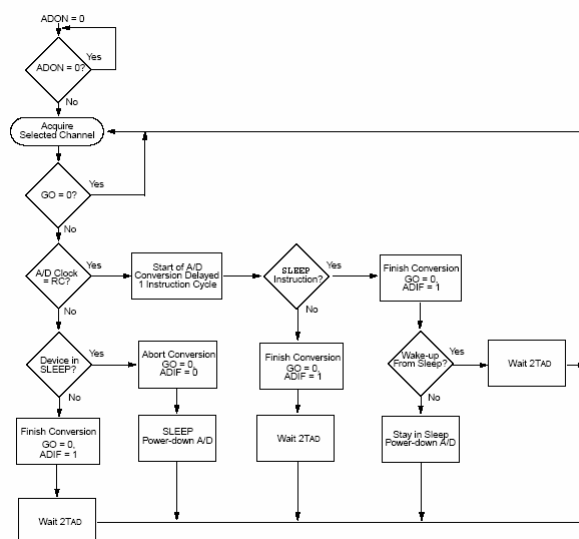 ADON = 0
ADON = 0?
Yes
No
Acquire
Selected Channel
GO = 0?
Yes
No
A/D Clock
= RC?
Yes
No
Start of A/D
Conversion Delayed
1 Instruction Cycle
SLEEP
Instruction?
Yes
No
Finish Conversion
GO = 0,
ADIF = 1
Device in
SLEEP?
Yes
No
Abort Conversion
GO = 0,
ADIF = 0
Finish Conversion
GO = 0,
ADIF = 1
Wake-up
From Sleep?
Yes
No
Wait 2TAD
Finish Conversion
GO = 0,
ADIF = 1
SLEEP
Power-down A/D
Wait 2TAD
Stay in Sleep
Power-down A/D
Wait 2TAD